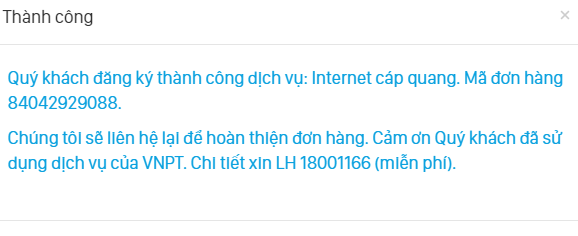 Thành công
×
Quý khách đăng ký thành công dịch vụ: Internet cáp quang. Mã đơn hàng
84042929088.
Chúng tôi sẽ liên hệ lại để hoàn thiện đơn hàng. Cảm ơn Quý khách đã sử
dụng dịch vụ của VNPT. Chi tiết xin LH 18001166 (miễn phí).